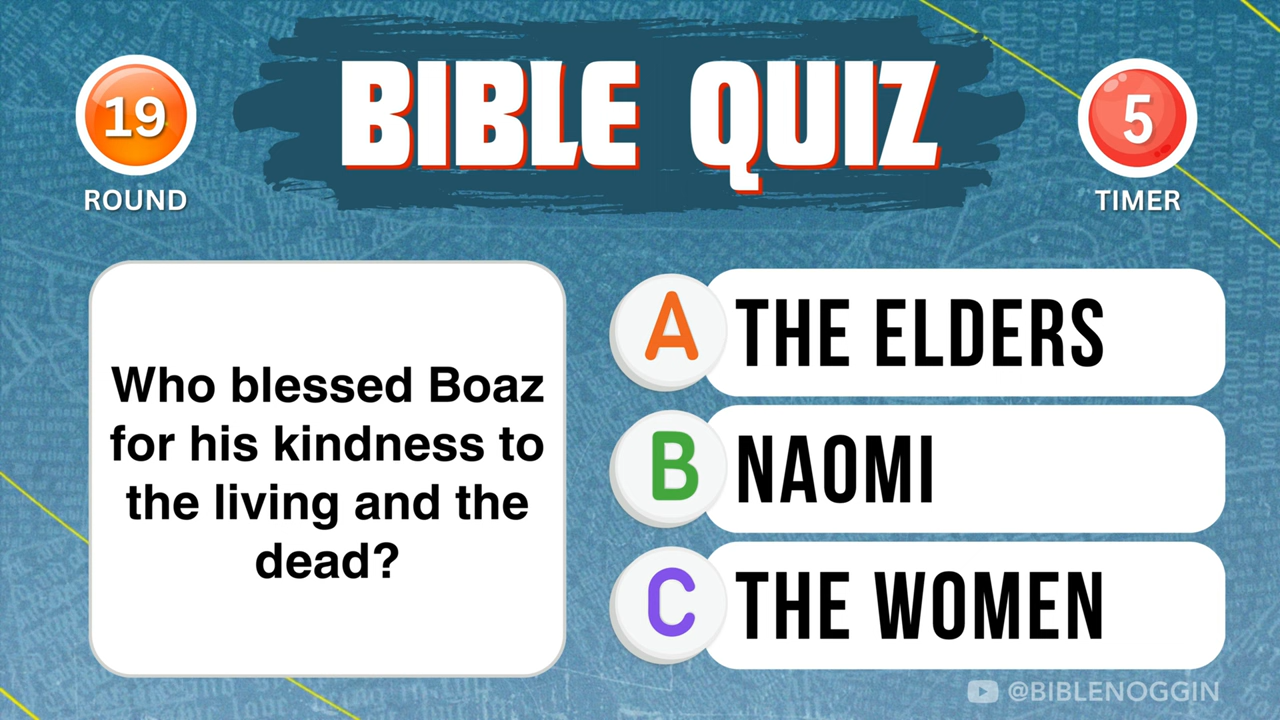 BIBLE QUIZ
19
ROUND
5
TIMER
Who blessed Boaz
for his kindness to
the living and the
dead?
A THE ELDERS
B NAOMI
C THE WOMEN
@BIBLENOGGIN